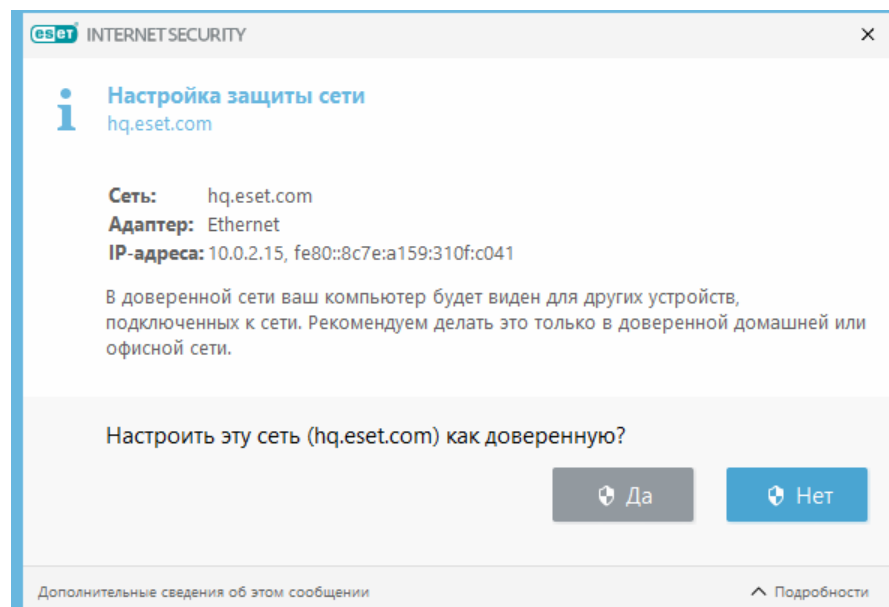 eset INTERNET SECURITY
Настройка защиты сети
hq.eset.com
Сеть: hq.eset.com
Адаптер: Ethernet
IP-адреса: 10.0.2.15, fe80::8c7e:a159:310f:c041
В доверенной сети ваш компьютер будет виден для других устройств,
подключенных к сети. Рекомендуем делать это только в доверенной домашней или
офисной сети.
Настроить эту сеть (hq.eset.com) как доверенную?
Да Нет
Дополнительные сведения об этом сообщении Подробности